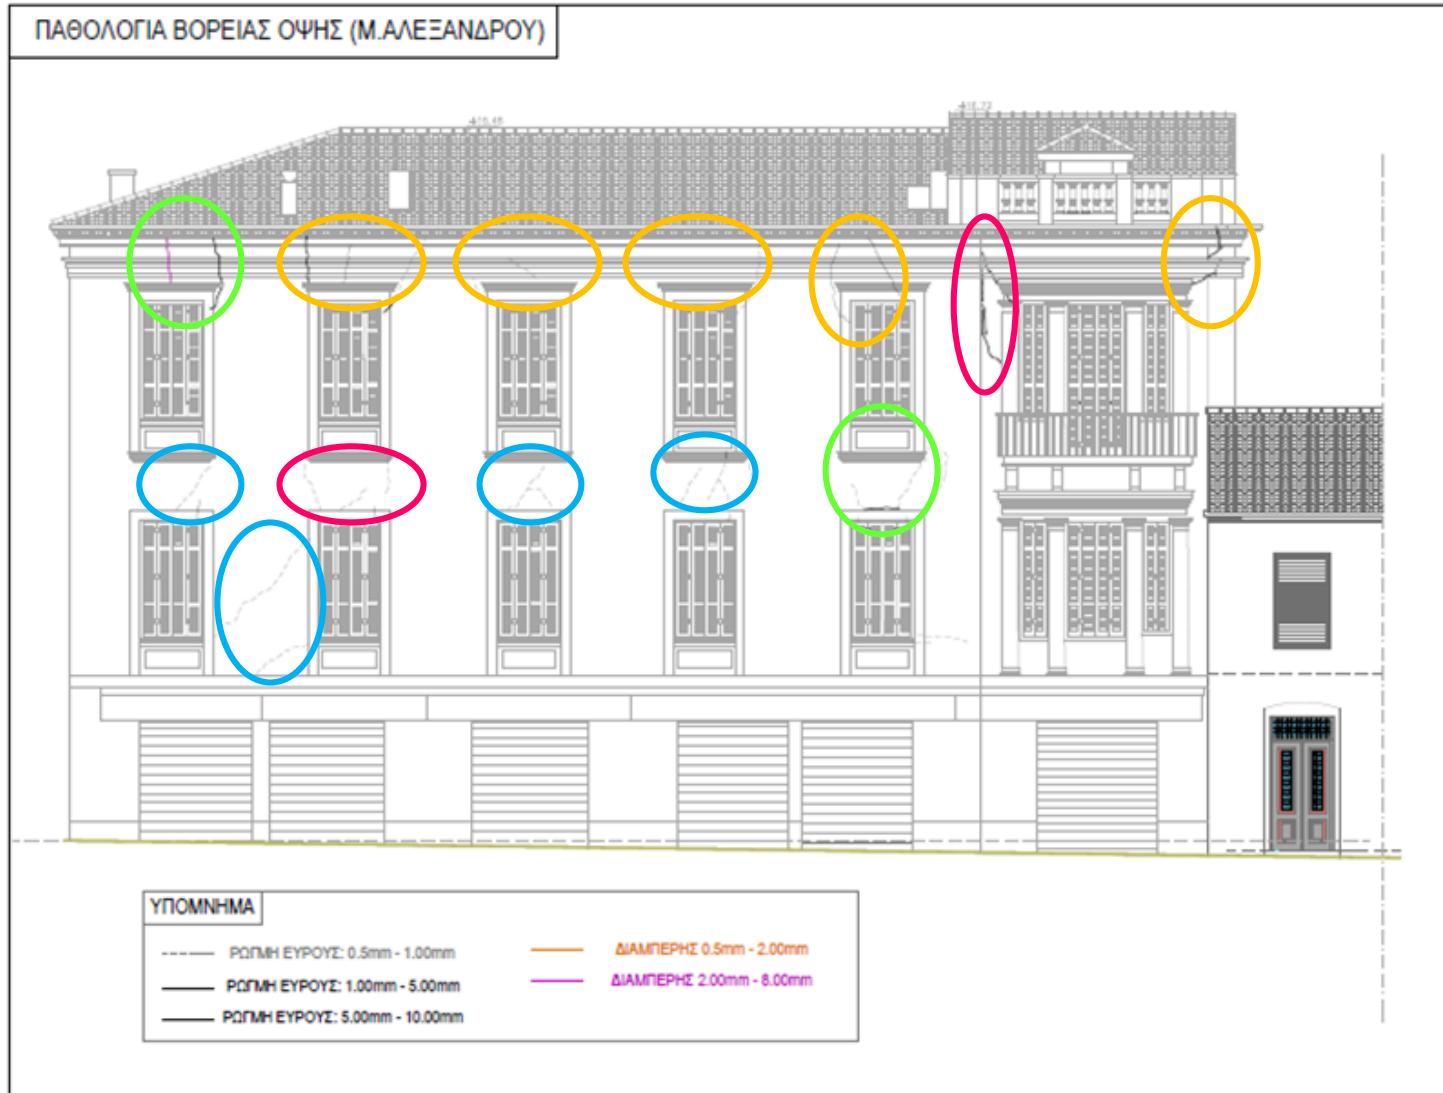 ΠΑΘΟΛΟΓΙΑ ΒΟΡΕΙΑΣ ΟΨΗΣ (Μ.ΑΛΕΞΑΝΔΡΟΥ)
ΥΠΟΜΝΗΜΑ
ΡΩΓΜΗ ΕΥΡΟΥΣ: 0.5mm - 1.00mm
ΡΩΓΜΗ ΕΥΡΟΥΣ: 1.00mm - 5.00mm
ΡΩΓΜΗ ΕΥΡΟΥΣ: 5.00mm - 10.00mm
ΔΙΑΜΠΕΡΗΣ 0.5mm - 2.00mm
ΔΙΑΜΠΕΡΗΣ 2.00mm - 8.00mm